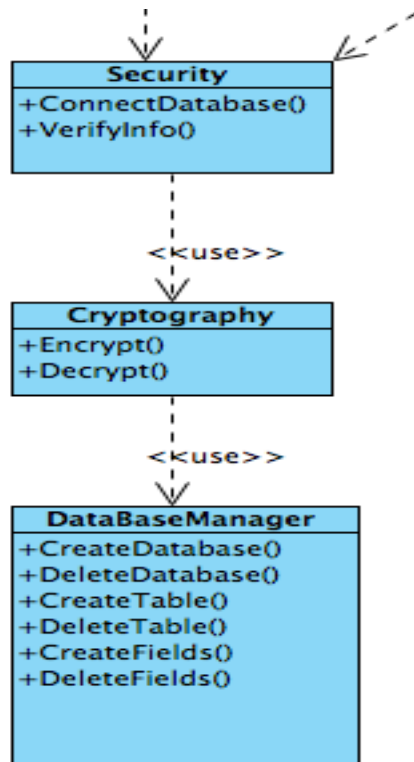 Security
+ConnectDatabase()
+VerifyInfo()
<<use>>
Cryptography
+Encrypt()
+Decrypt()
<<use>>
DataBaseManager
+CreateDatabase()
+DeleteDatabase()
+CreateTable()
+DeleteTable()
+CreateFields()
+DeleteFields()